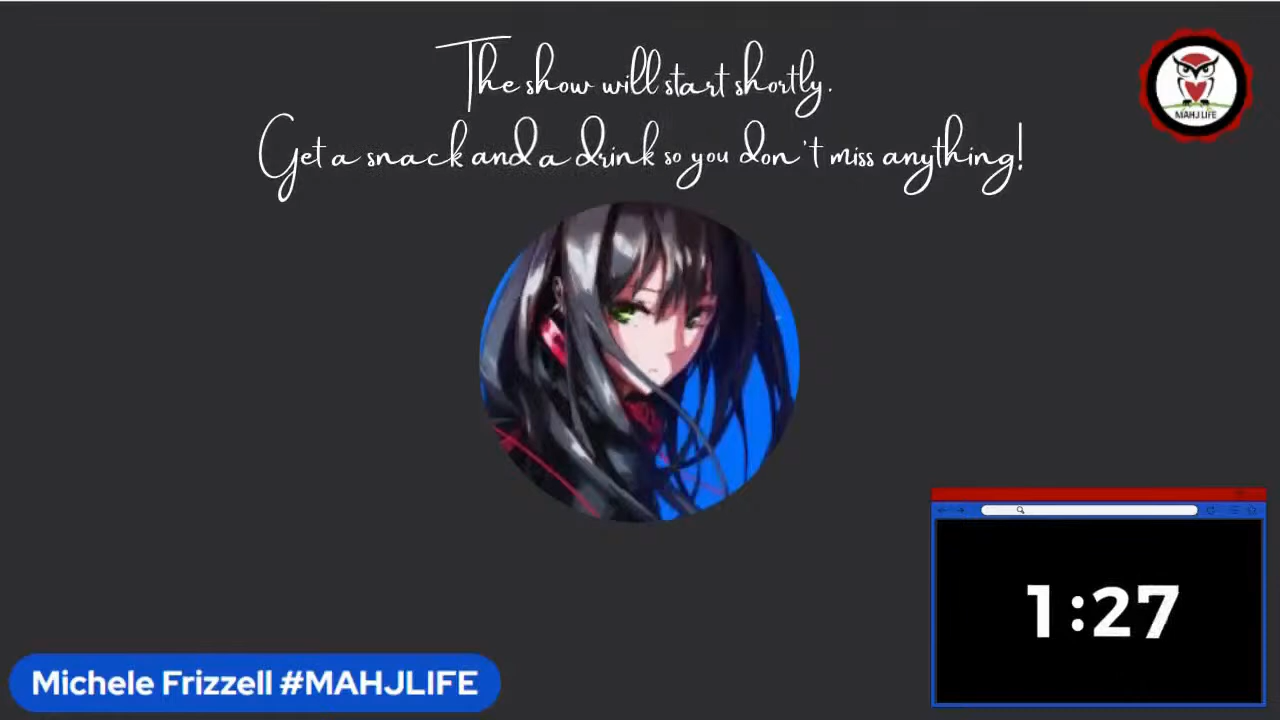 The show will start shortly.
Get a snack and a drink so you don't miss anything!
MAHJ LIFE
1:27
Michele Frizzell #MAHJLIFE